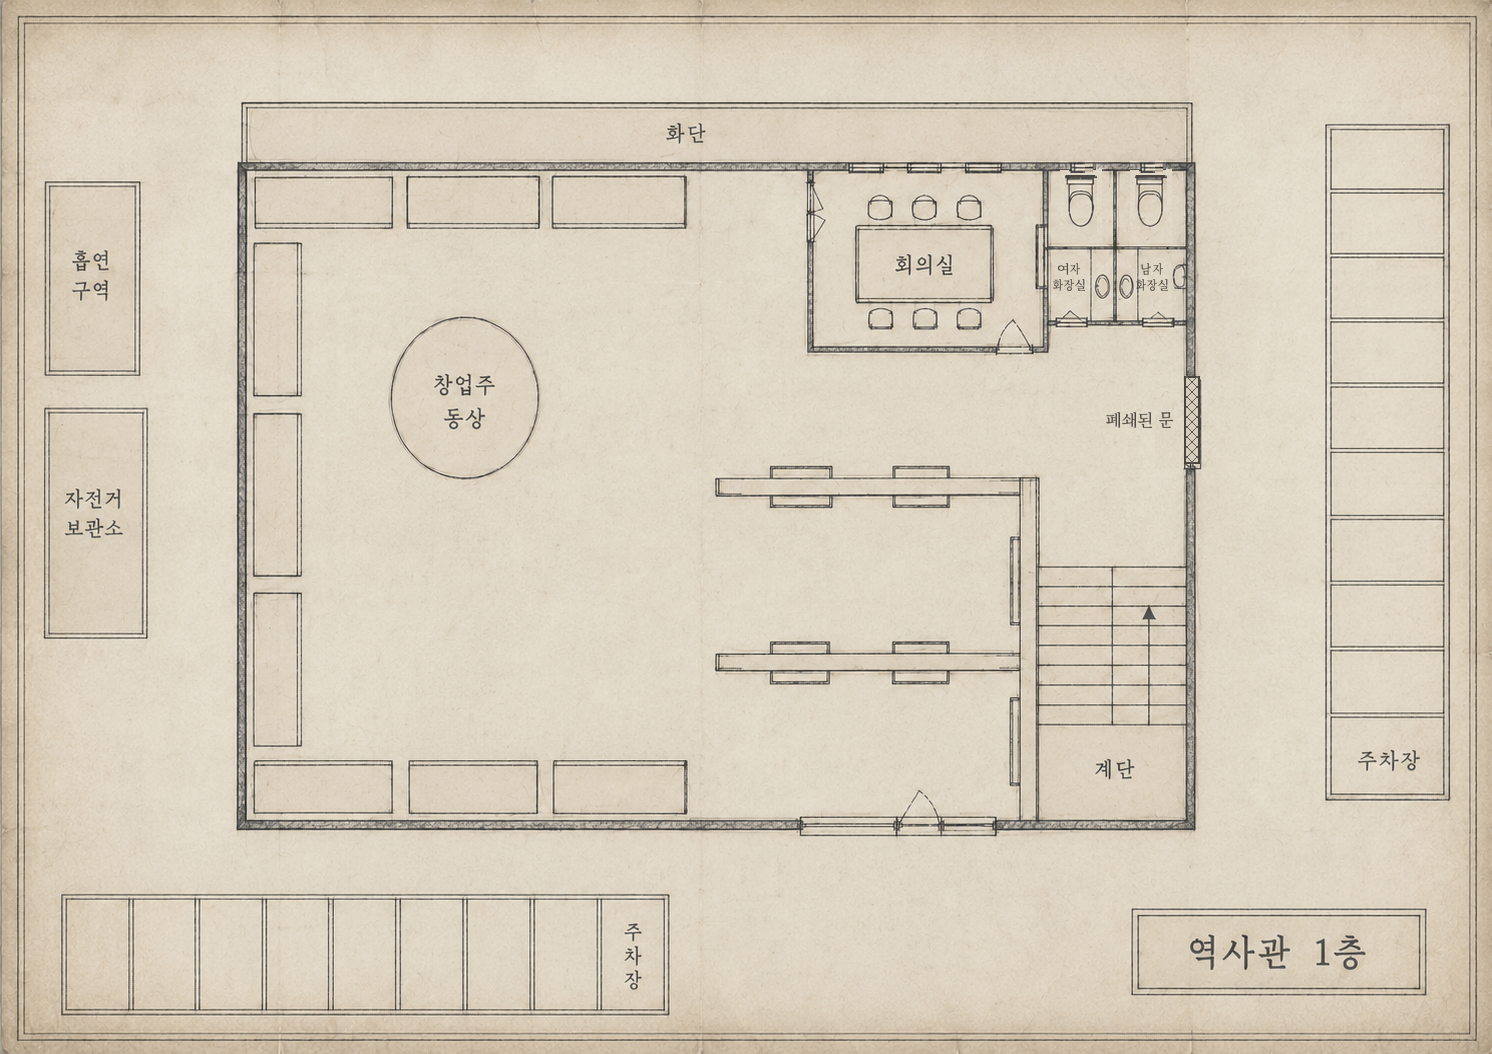 화단
흡연
구역
회의실
여자
화장실
남자
화장실
창업주
동상
폐쇄된 문
자전거
보관소
계단
주차장
주
차
장
역사관 1층